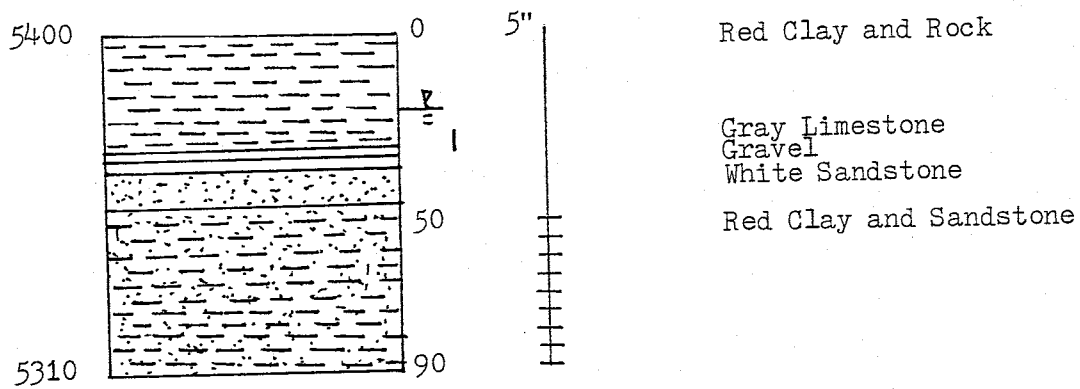 5400 0 5" Red Clay and Rock
Gray Limestone
Gravel
White Sandstone
50 Red Clay and Sandstone
5310 90